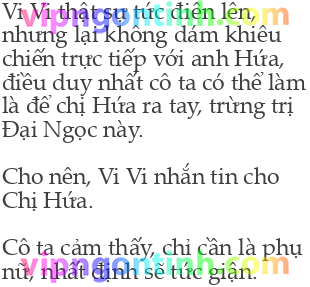 Vi Vi thật sự tức điên lên,
nhưng lại không dám khiêu
chiến trực tiếp với anh Hứa,
điều duy nhất cô ta có thể làm
là để chị Hứa ra tay, trừng trị
Đại Ngọc này.
Cho nên, Vi Vi nhắn tin cho
Chị Hứa.
Cô ta cảm thấy, chỉ cần là phụ
nữ, nhất định sẽ tức giận.
vipngontinh.com
vipngontinh.com